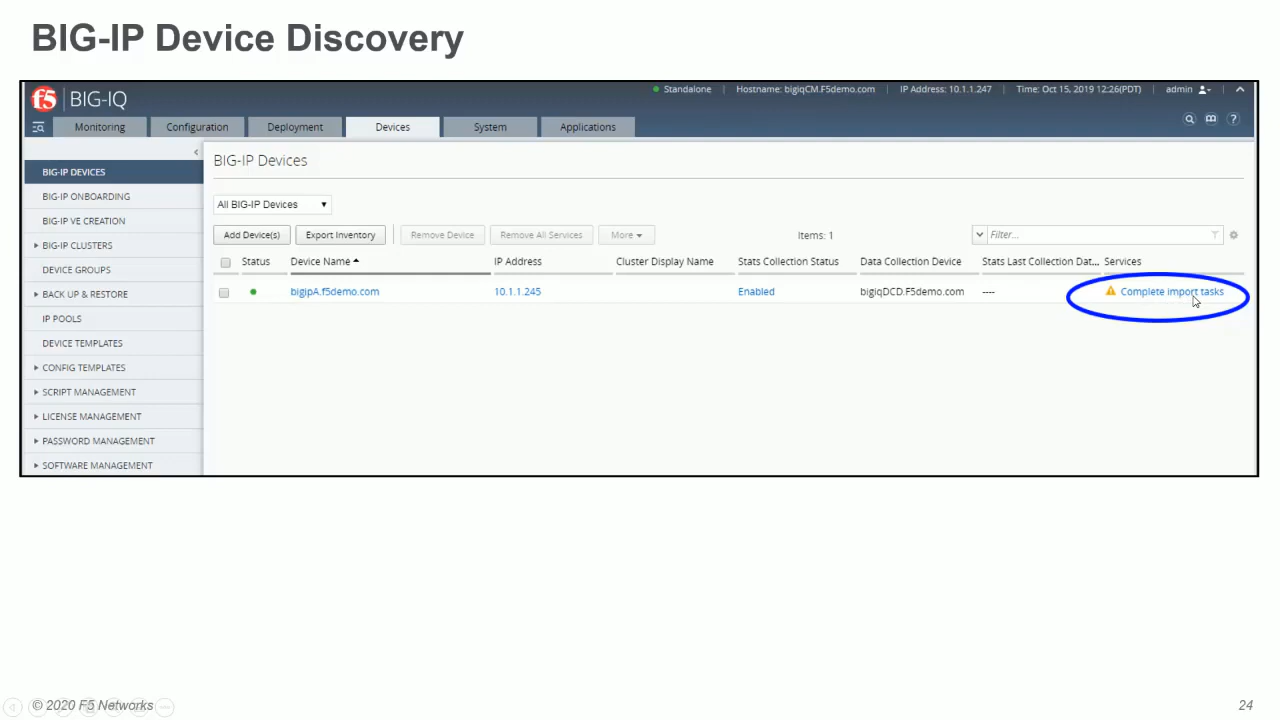 BIG-IP Device Discovery
f5 BIG-IQ
Standalone Hostname: bigiqCM.F5demo.com IP Address: 10.1.1.247 Time: Oct 15, 2019 12:26(PDT) admin
Monitoring Configuration Deployment Devices System Applications
BIG-IP DEVICES
BIG-IP ONBOARDING
BIG-IP VE CREATION
BIG-IP CLUSTERS
DEVICE GROUPS
BACK UP & RESTORE
IP POOLS
DEVICE TEMPLATES
CONFIG TEMPLATES
SCRIPT MANAGEMENT
LICENSE MANAGEMENT
PASSWORD MANAGEMENT
SOFTWARE MANAGEMENT
BIG-IP Devices
All BIG-IP Devices
Add Device(s) Export Inventory Remove Device Remove All Services More Items: 1 Filter...
Status Device Name IP Address Cluster Display Name Stats Collection Status Data Collection Device Stats Last Collection Dat... Services
bigipA.f5demo.com 10.1.1.245 Enabled bigiqDCD.F5demo.com ---- Complete import tasks
© 2020 F5 Networks
24